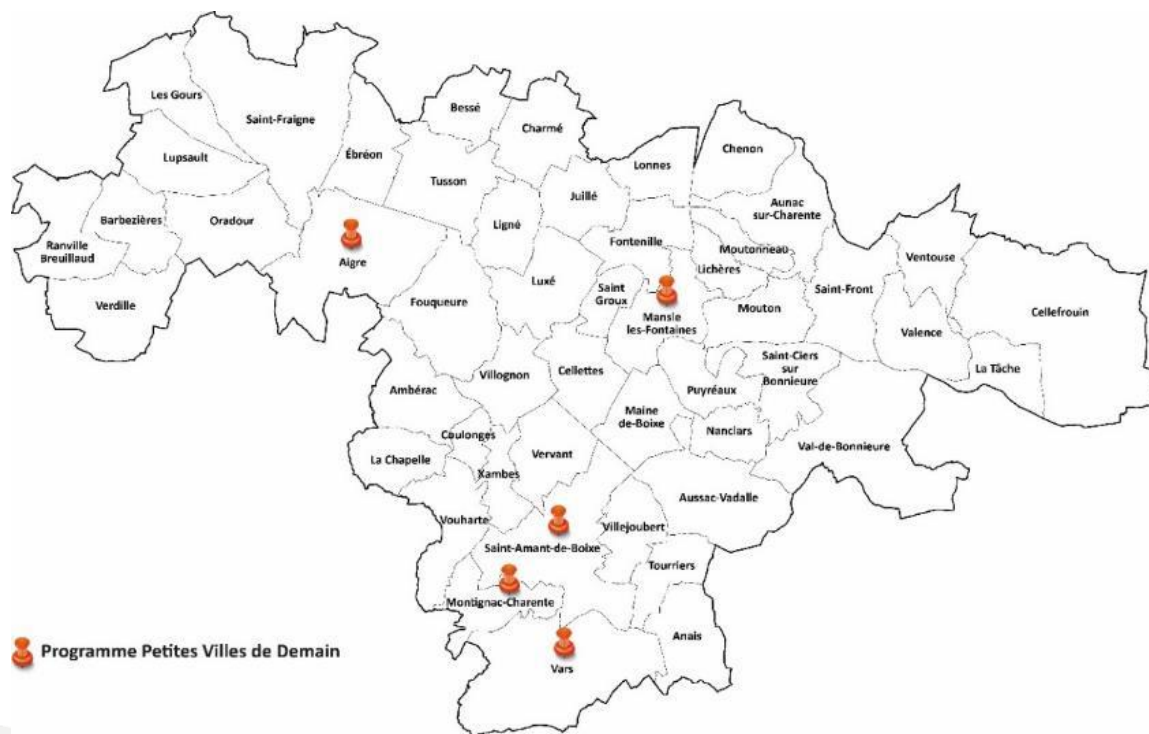 Les Gours
Saint-Fraigne
Bessé
Charmé
Chenon
Lupsault
Ébréon
Tusson
Lonnes
Juillé
Aunac
sur-Charente
Barbezières
Oradour
Ligné
Ranville
Breuillaud
Aigre
Fontenille
Moutonneau
Lichères
Ventouse
Verdille
Fouqueure
Luxé
Saint
Groux
Mansle
les-Fontaines
Mouton
Saint-Front
Cellefrouin
Valence
La Tâche
Ambérac
Villognon
Cellettes
Puyréaux
Saint-Ciers
sur
Bonnieure
Maine
de-Boixe
Nanclars
Val-de-Bonnieure
Coulonges
La Chapelle
Xambes
Vervant
Aussac-Vadalle
Vouharte
Saint-Amant-de-Boixe
Villejoubert
Tourriers
Montignac-Charente
Anais
Vars
Programme Petites Villes de Demain